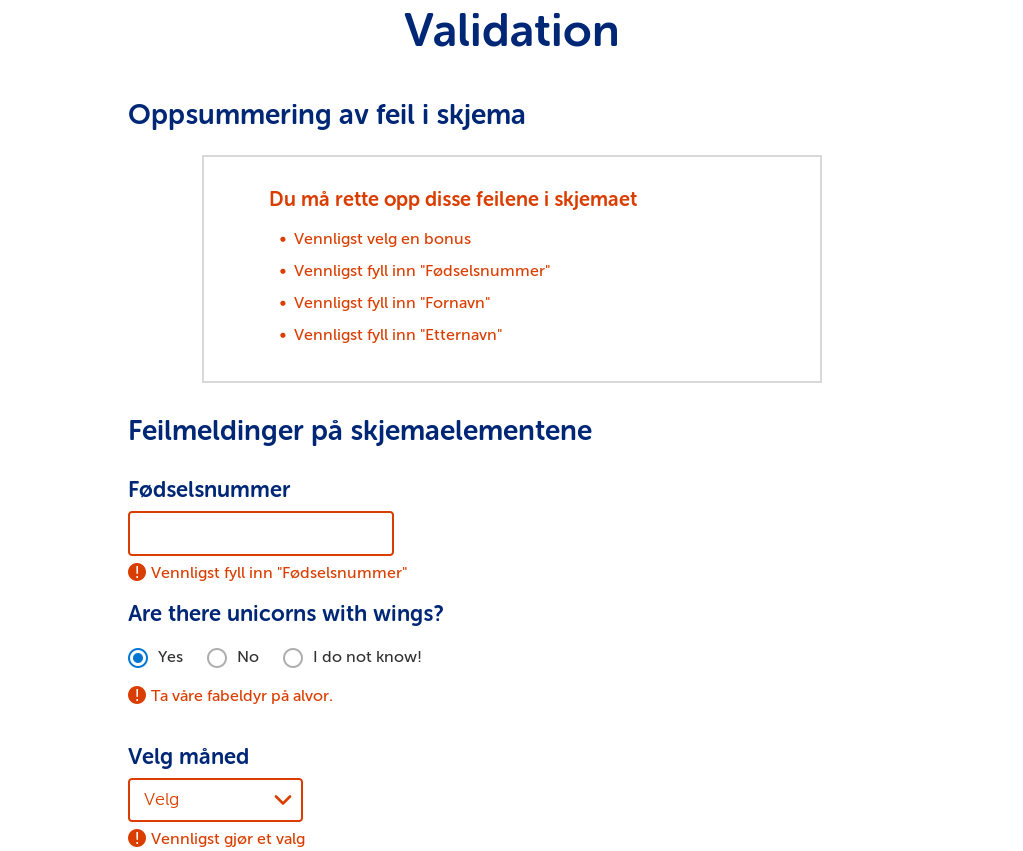 Validation
Oppsummering av feil i skjema
Du må rette opp disse feilene i skjemaet
• Vennligst velg en bonus
• Vennligst fyll inn "Fødselsnummer"
• Vennligst fyll inn "Fornavn"
• Vennligst fyll inn "Etternavn"
Feilmeldinger på skjemaelementene
Fødselsnummer
Vennligst fyll inn "Fødselsnummer"
Are there unicorns with wings?
Yes No I do not know!
Ta våre fabeldyr på alvor.
Velg måned
Velg
Vennligst gjør et valg